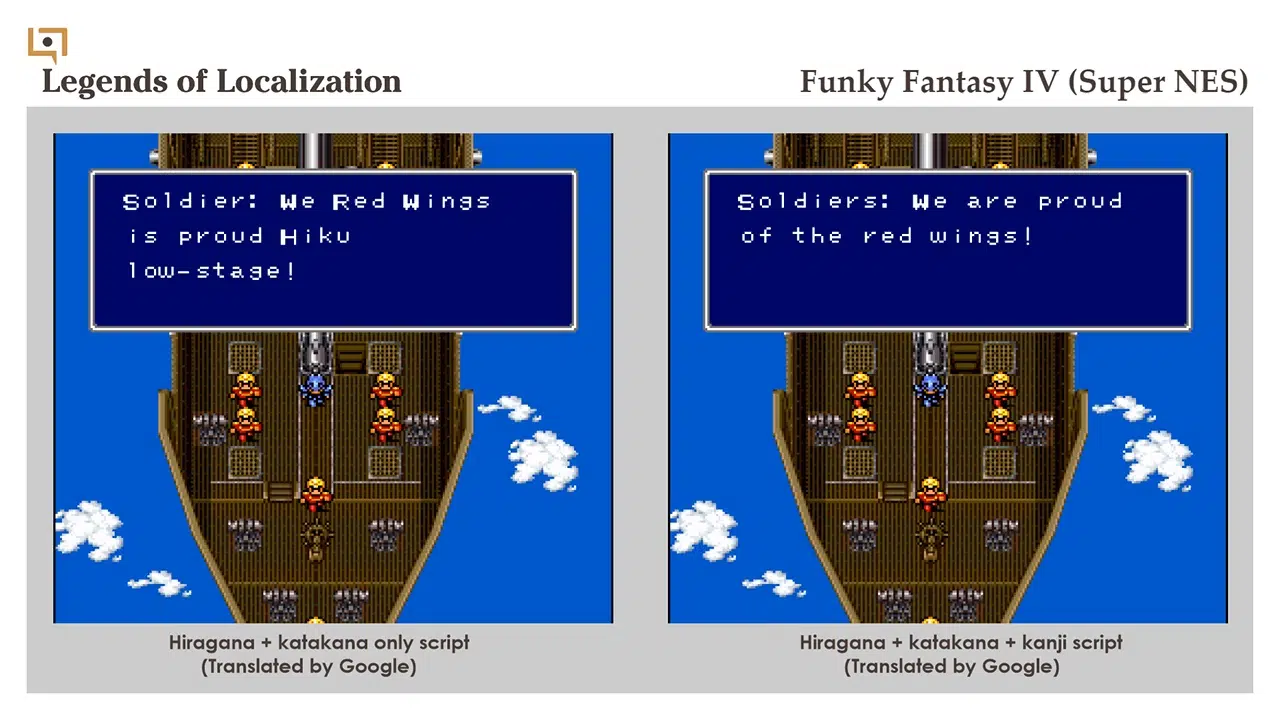 Legends of Localization
Funky Fantasy IV (Super NES)
Soldier: We Red Wings
is proud Hiku
low-stage!
Soldiers: We are proud
of the red wings!
Hiragana + katakana only script
(Translated by Google)
Hiragana + katakana + kanji script
(Translated by Google)